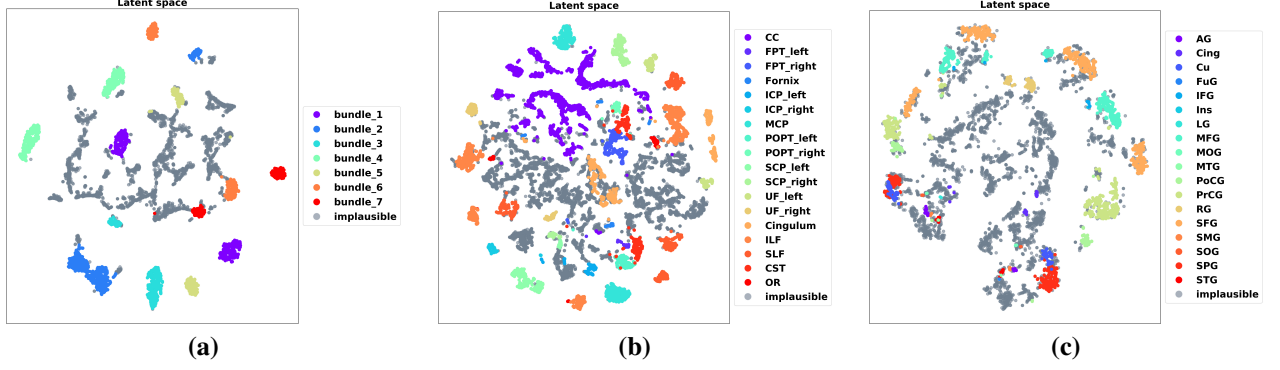 Latent space
bundle_1
bundle_2
bundle_3
bundle_4
bundle_5
bundle_6
bundle_7
implausible
(a)
Latent space
CC
FPT_left
FPT_right
Fornix
ICP_left
ICP_right
MCP
POPT_left
POPT_right
SCP_left
SCP_right
UF_left
UF_right
Cingulum
ILF
SLF
CST
OR
implausible
(b)
Latent space
AG
Cing
Cu
FuG
IFG
Ins
LG
MFG
MOG
MTG
PoCG
PrCG
RG
SFG
SMG
SOG
SPG
STG
implausible
(c)